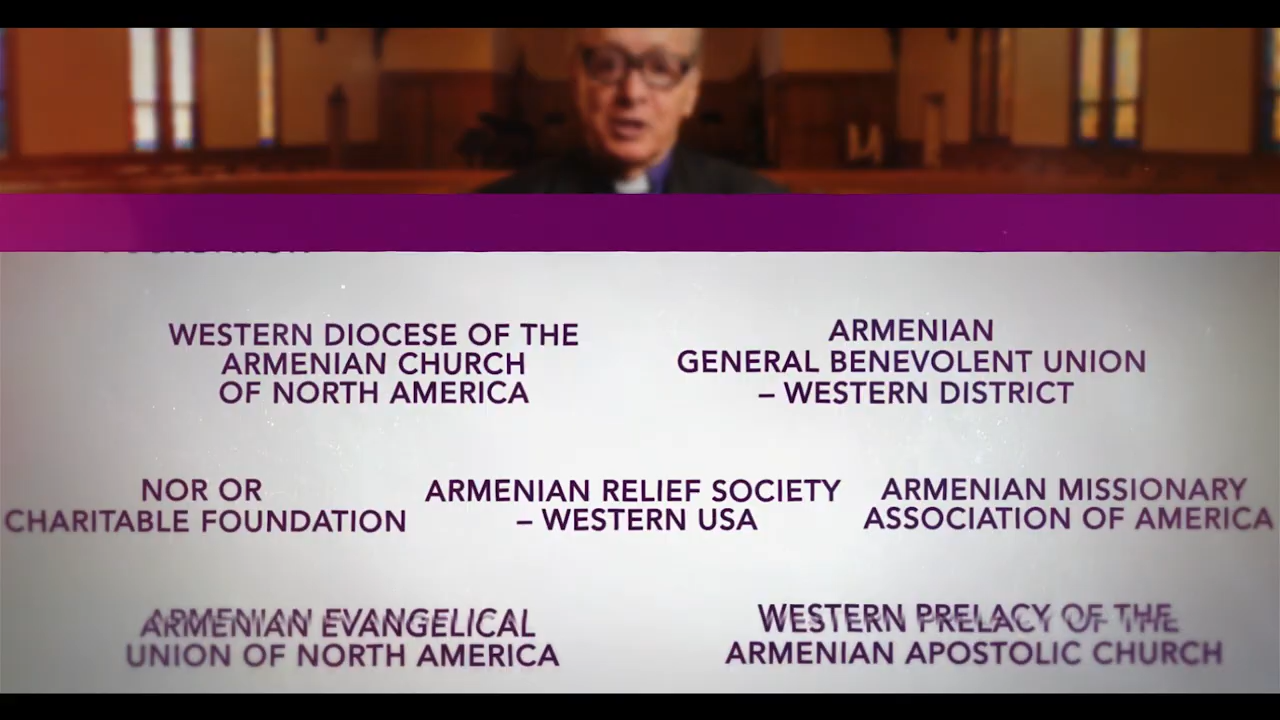 WESTERN DIOCESE OF THE
ARMENIAN CHURCH
OF NORTH AMERICA
ARMENIAN
GENERAL BENEVOLENT UNION
– WESTERN DISTRICT
NOR OR
CHARITABLE FOUNDATION
ARMENIAN RELIEF SOCIETY
– WESTERN USA
ARMENIAN MISSIONARY
ASSOCIATION OF AMERICA
ARMENIAN EVANGELICAL
UNION OF NORTH AMERICA
WESTERN PRELACY OF THE
ARMENIAN APOSTOLIC CHURCH